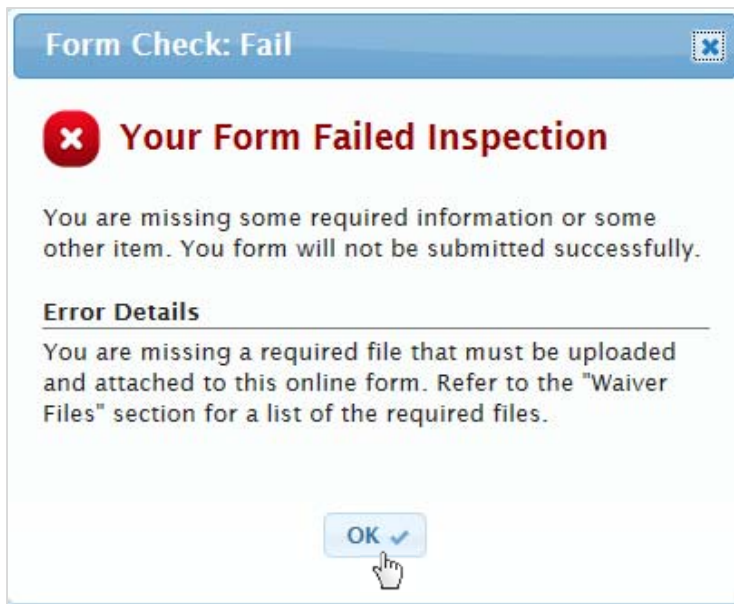 Form Check: Fail
Your Form Failed Inspection
You are missing some required information or some
other item. You form will not be submitted successfully.
Error Details
You are missing a required file that must be uploaded
and attached to this online form. Refer to the "Waiver
Files" section for a list of the required files.
OK